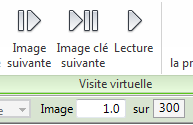 Image suivante
Image clé suivante
Lecture
la pr
Visite virtuelle
Image 1.0 sur 300